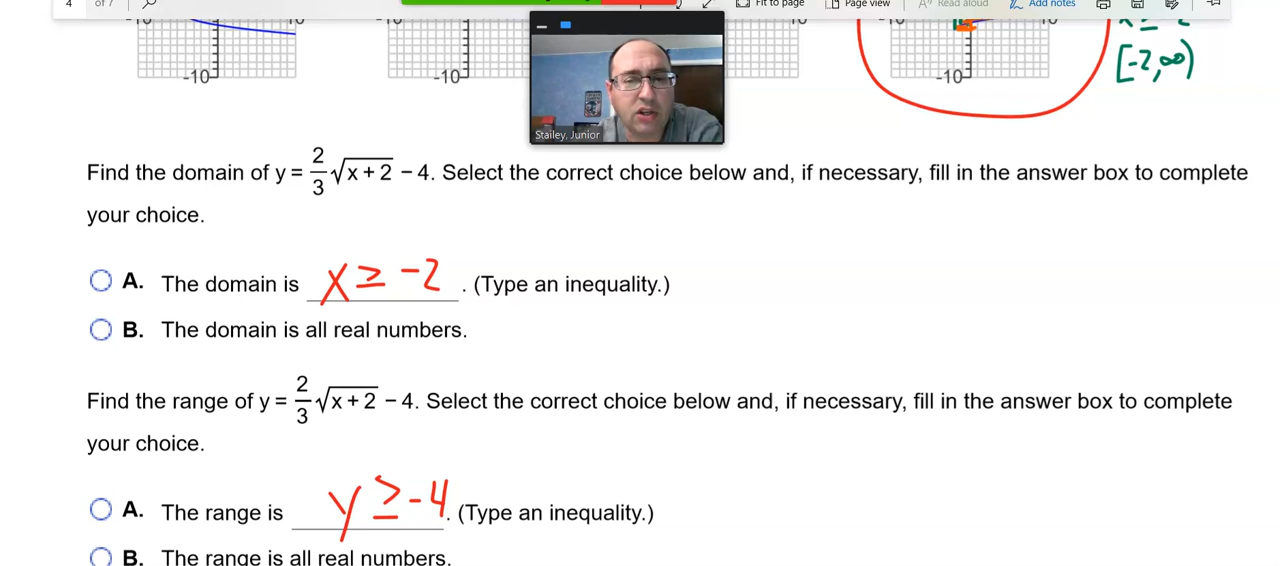 4 of 7 Fit to page Page view Read aloud Add notes
-10
-10
-10
[-2,∞)
Stailey, Junior
Find the domain of y = 2/3 √x + 2 − 4. Select the correct choice below and, if necessary, fill in the answer box to complete
your choice.
A. The domain is x ≥ -2. (Type an inequality.)
B. The domain is all real numbers.
Find the range of y = 2/3 √x + 2 − 4. Select the correct choice below and, if necessary, fill in the answer box to complete
your choice.
A. The range is y ≥ -4. (Type an inequality.)
B. The range is all real numbers.